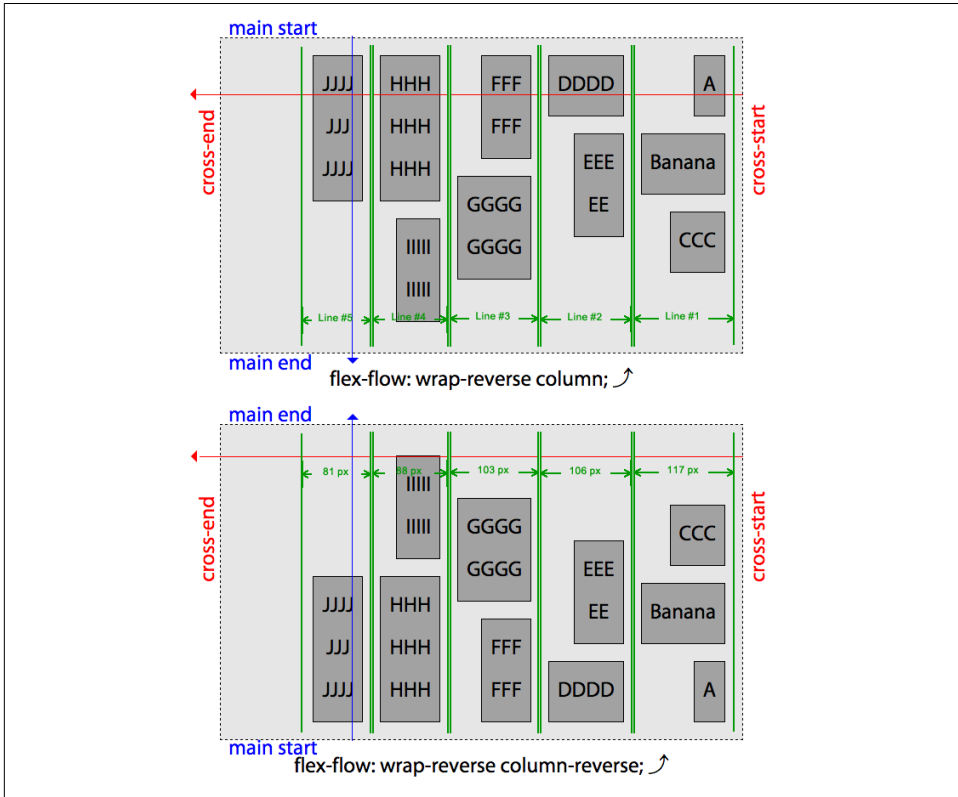 main start
JJJJ HHH FFF DDDD A
JJJ HHH FFF EEE Banana
JJJJ HHH GGGG EE CCC
IIIII GGGG
IIIII
cross-end
cross-start
Line #5 Line #4 Line #3 Line #2 Line #1
main end
flex-flow: wrap-reverse column;
main end
81 px 88 px 103 px 106 px 117 px
IIIII GGGG CCC
IIIII GGGG EEE
JJJJ HHH EE Banana
JJJ HHH FFF
JJJJ HHH FFF DDDD A
cross-end
cross-start
main start
flex-flow: wrap-reverse column-reverse;